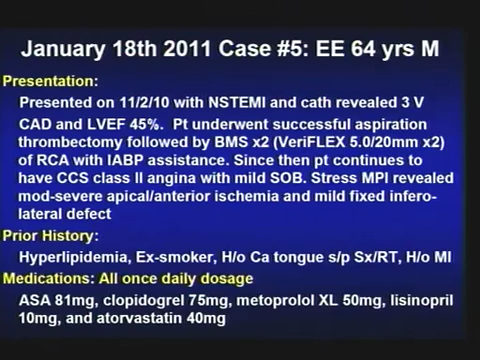 January 18th 2011 Case #5: EE 64 yrs M
Presentation:
Presented on 11/2/10 with NSTEMI and cath revealed 3 V
CAD and LVEF 45%. Pt underwent successful aspiration
thrombectomy followed by BMS x2 (VeriFLEX 5.0/20mm x2)
of RCA with IABP assistance. Since then pt continues to
have CCS class II angina with mild SOB. Stress MPI revealed
mod-severe apical/anterior ischemia and mild fixed infero-
lateral defect
Prior History:
Hyperlipidemia, Ex-smoker, H/o Ca tongue s/p Sx/RT, H/o MI
Medications: All once daily dosage
ASA 81mg, clopidogrel 75mg, metoprolol XL 50mg, lisinopril
10mg, and atorvastatin 40mg